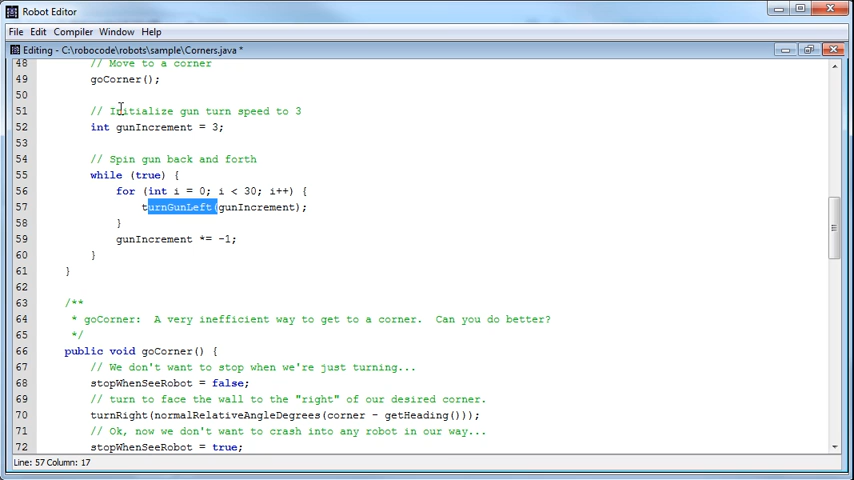 Robot Editor
File Edit Compiler Window Help
Editing - C:\robocode\robots\sample\Corners.java *
48 // Move to a corner
49 goCorner();
50
51 // Initialize gun turn speed to 3
52 int gunIncrement = 3;
53
54 // Spin gun back and forth
55 while (true) {
56 for (int i = 0; i < 30; i++) {
57 turnGunLeft(gunIncrement);
58 }
59 gunIncrement *= -1;
60 }
61 }
62
63 /**
64 * goCorner:  A very inefficient way to get to a corner.  Can you do better?
65 */
66 public void goCorner() {
67 // We don't want to stop when we're just turning...
68 stopWhenSeeRobot = false;
69 // turn to face the wall to the "right" of our desired corner.
70 turnRight(normalRelativeAngleDegrees(corner - getHeading()));
71 // Ok, now we don't want to crash into any robot in our way...
72 stopWhenSeeRobot = true;
Line: 57 Column: 17